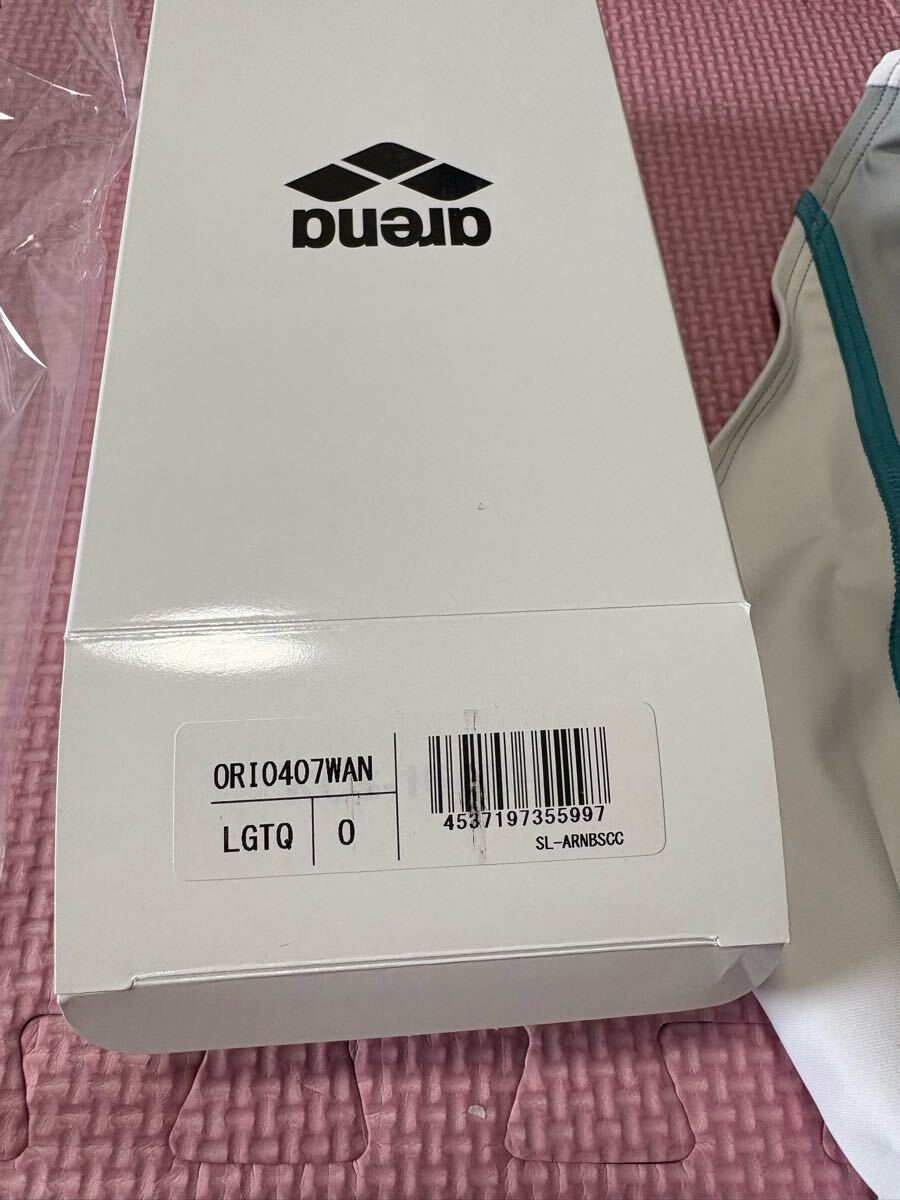 arena
ORI0407WAN
LGTQ
O
4537197355997
SL-ARNBSCC